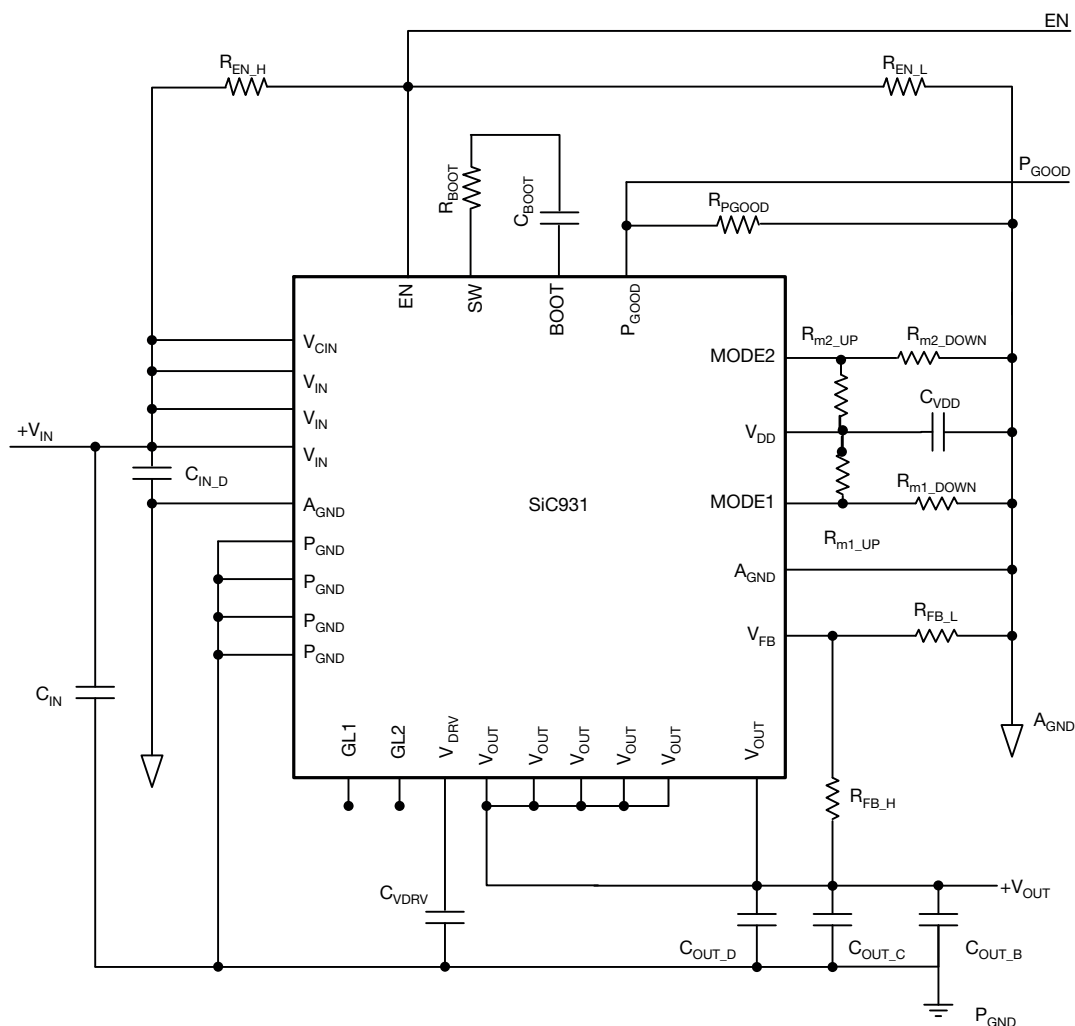 EN
R_EN_H
R_EN_L
R_BOOT
C_BOOT
P_GOOD
R_PGOOD
EN
SW
BOOT
P_GOOD
V_CIN
V_IN
V_IN
+V_IN
V_IN
C_IN_D
A_GND
P_GND
P_GND
P_GND
P_GND
C_IN
SiC931
MODE2
R_m2_UP
R_m2_DOWN
V_DD
C_VDD
MODE1
R_m1_DOWN
R_m1_UP
A_GND
V_FB
R_FB_L
A_GND
GL1
GL2
V_DRV
V_OUT
V_OUT
V_OUT
V_OUT
V_OUT
V_OUT
R_FB_H
C_VDRV
+V_OUT
C_OUT_D
C_OUT_C
C_OUT_B
P_GND